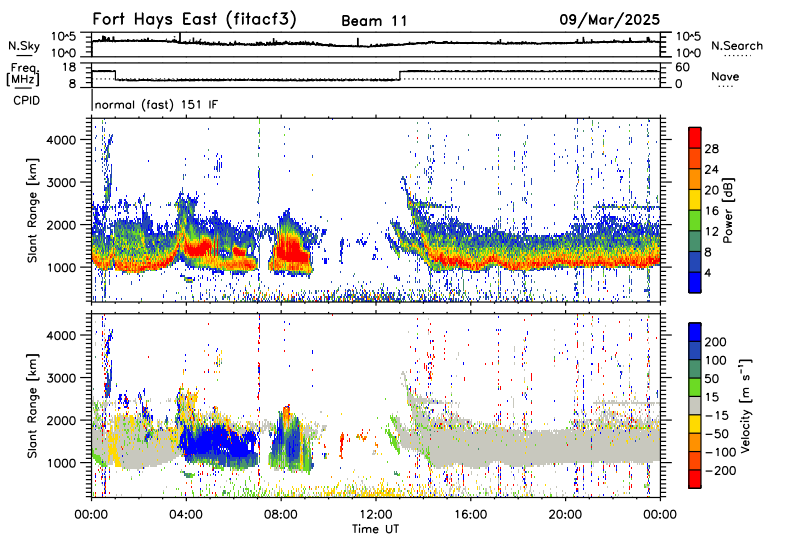 Fort Hays East (fitacf3) Beam 11 09/Mar/2025
N.Sky 10^5 10^0 10^5 10^0 N.Search
Freq. [MHz] 18 8 60 0 Nave
CPID normal (fast) 151 IF
Slant Range [km] 4000 3000 2000 1000
28 24 20 16 12 8 4 Power [dB]
Slant Range [km] 4000 3000 2000 1000
200 100 50 15 −15 −50 −100 −200 Velocity [m s⁻¹]
00:00 04:00 08:00 12:00 16:00 20:00 00:00
Time UT